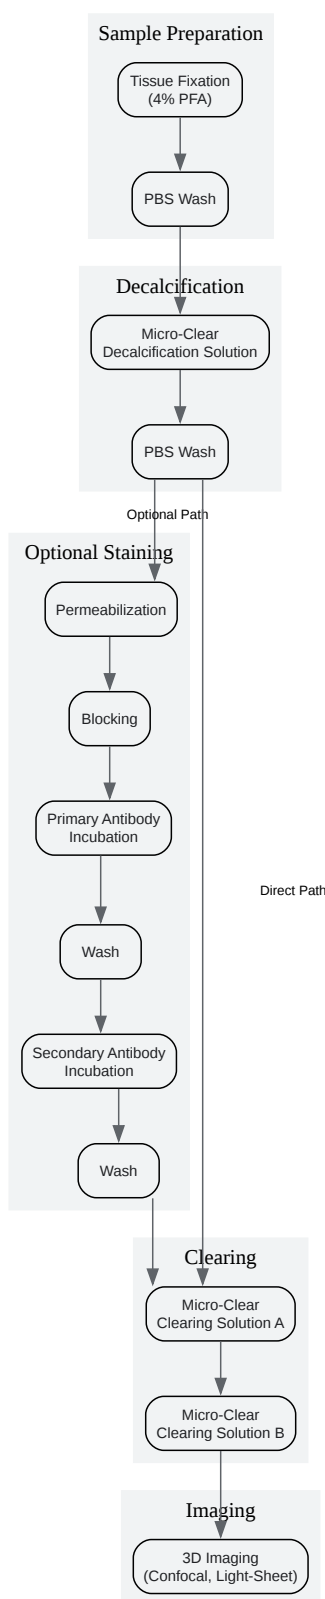 Sample Preparation
Tissue Fixation
(4% PFA)
PBS Wash
Decalcification
Micro-Clear
Decalcification Solution
PBS Wash
Optional Path
Optional Staining
Permeabilization
Blocking
Primary Antibody
Incubation
Direct Path
Wash
Secondary Antibody
Incubation
Wash
Clearing
Micro-Clear
Clearing Solution A
Micro-Clear
Clearing Solution B
Imaging
3D Imaging
(Confocal, Light-Sheet)